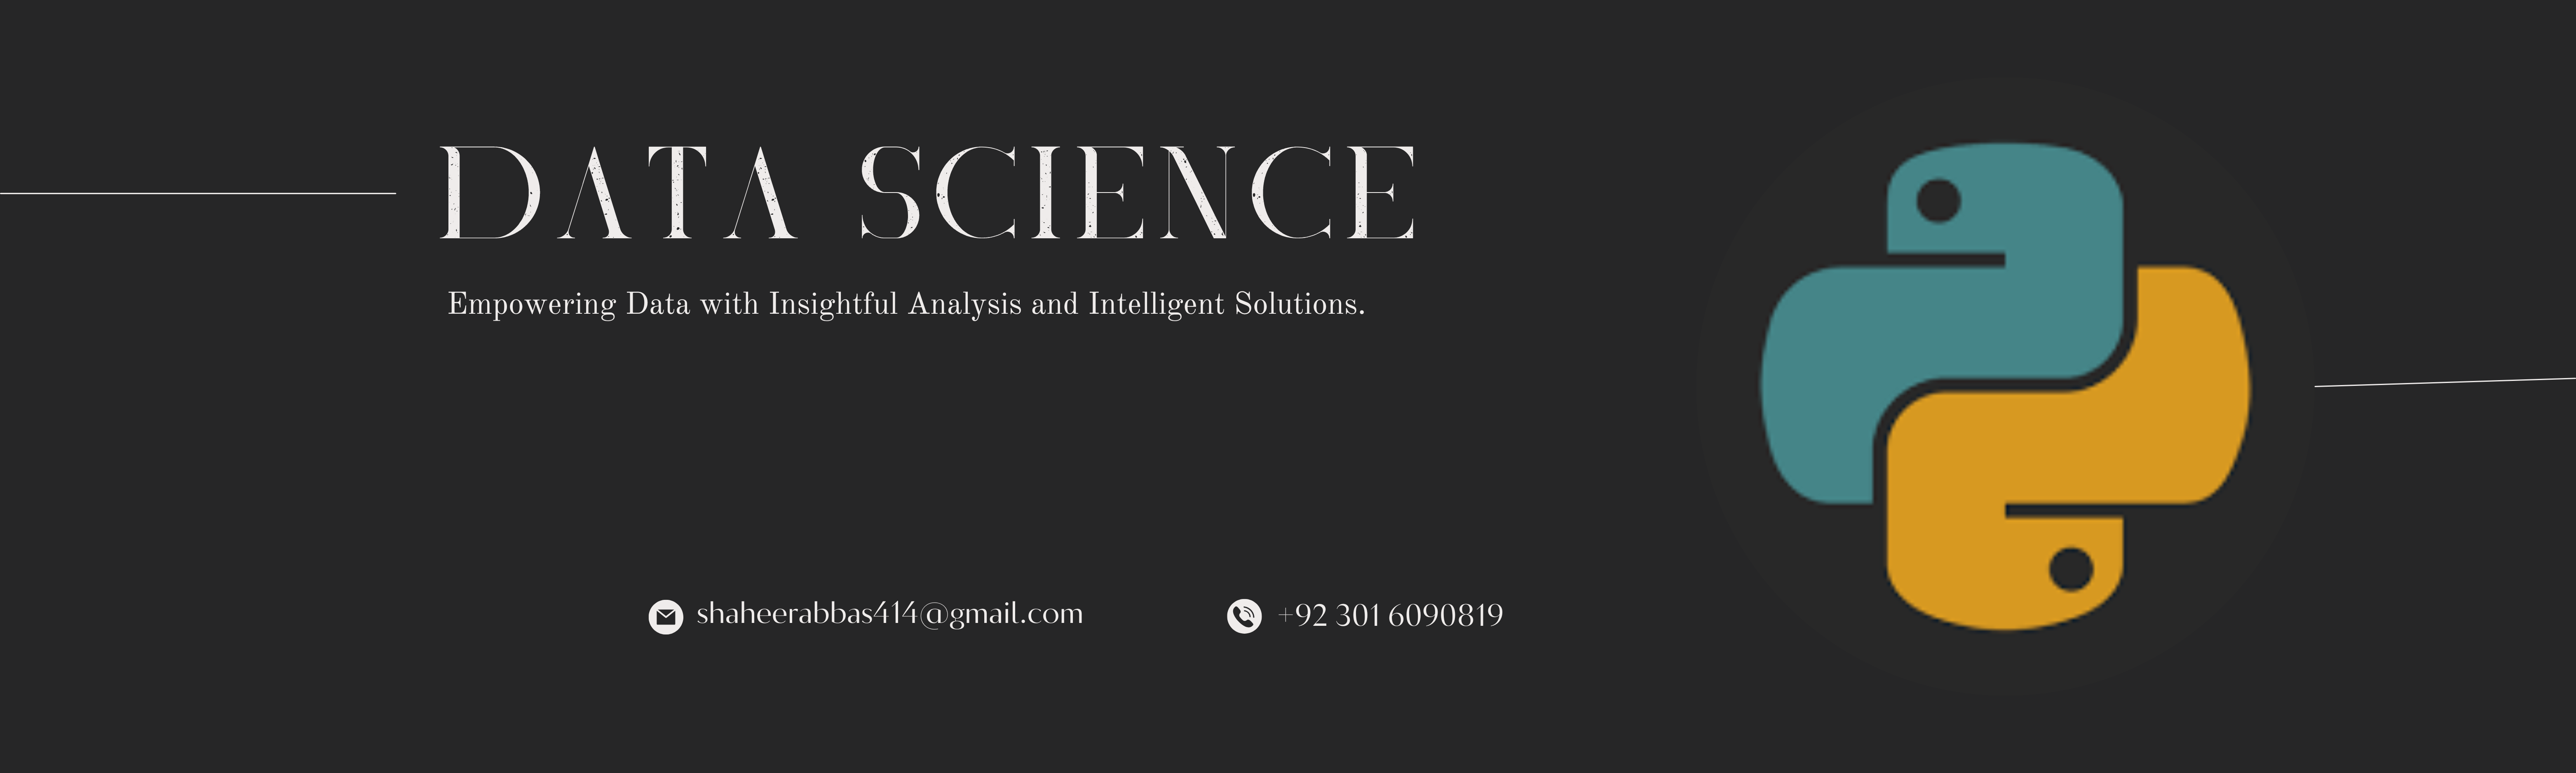 DATA SCIENCE
Empowering Data with Insightful Analysis and Intelligent Solutions.
shaheerabbas414@gmail.com
+92 301 6090819